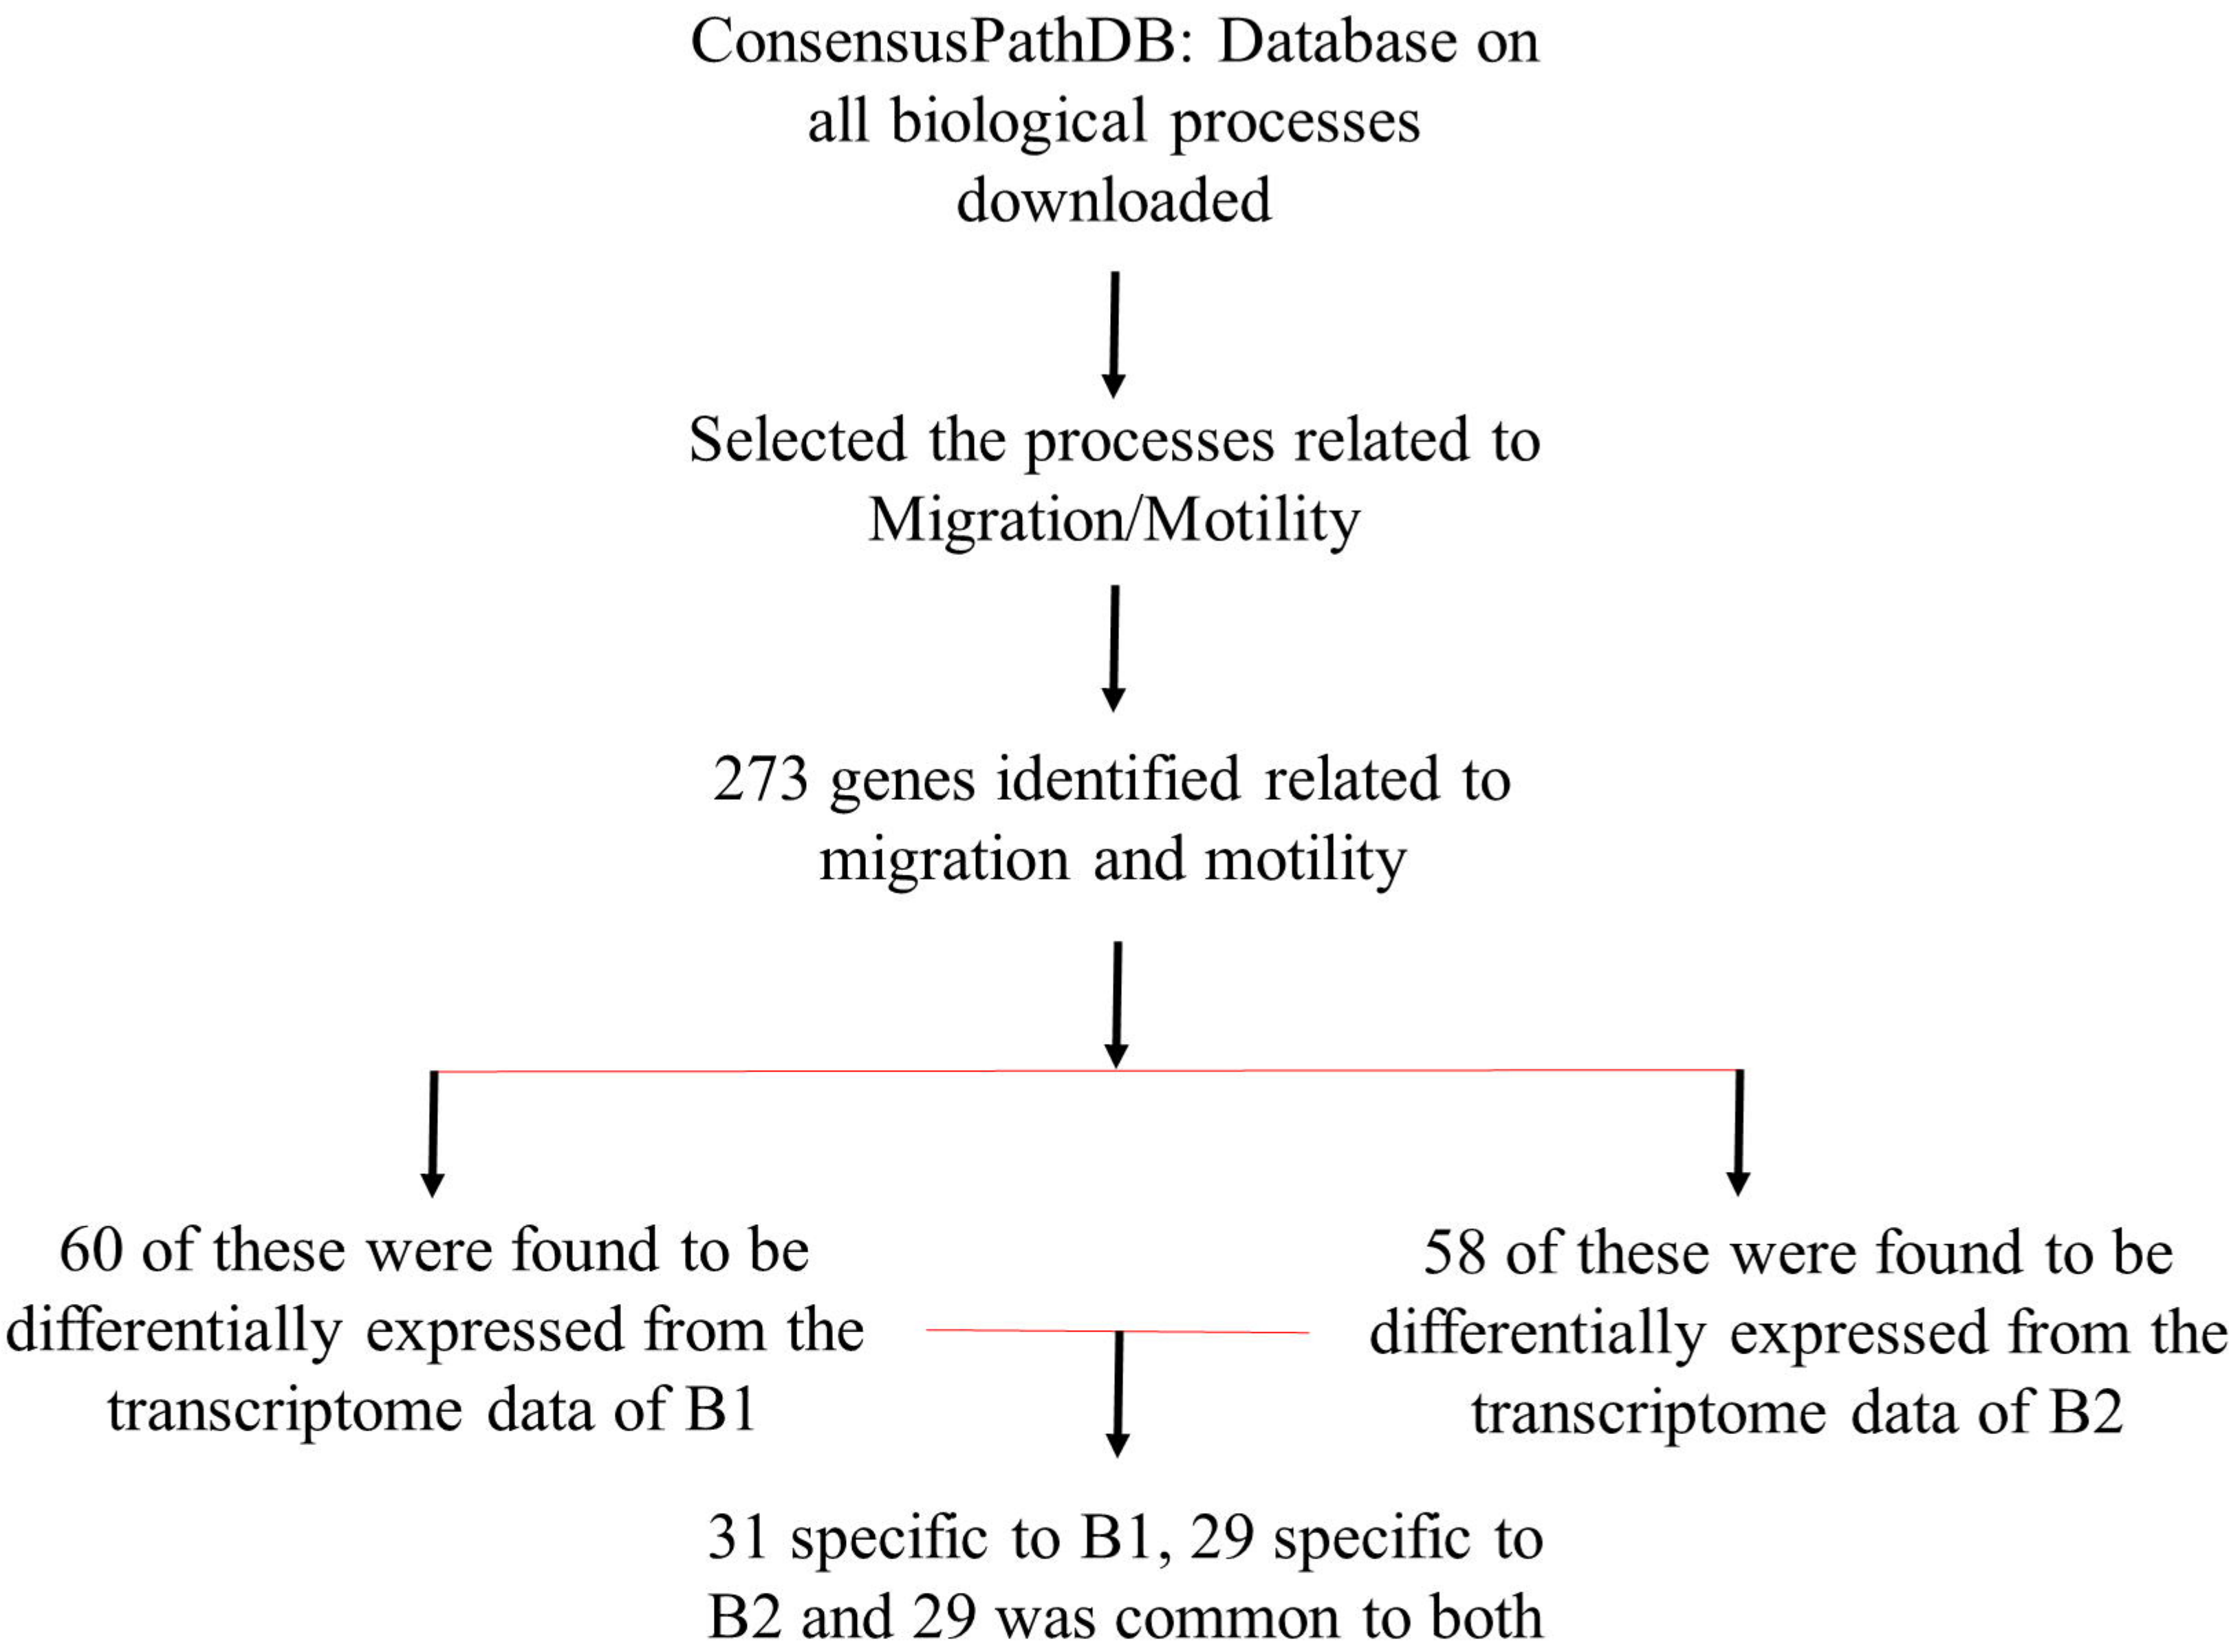 ConsensusPathDB: Database on
all biological processes
downloaded
Selected the processes related to
Migration/Motility
273 genes identified related to
migration and motility
60 of these were found to be
differentially expressed from the
transcriptome data of B1
58 of these were found to be
differentially expressed from the
transcriptome data of B2
31 specific to B1, 29 specific to
B2 and 29 was common to both